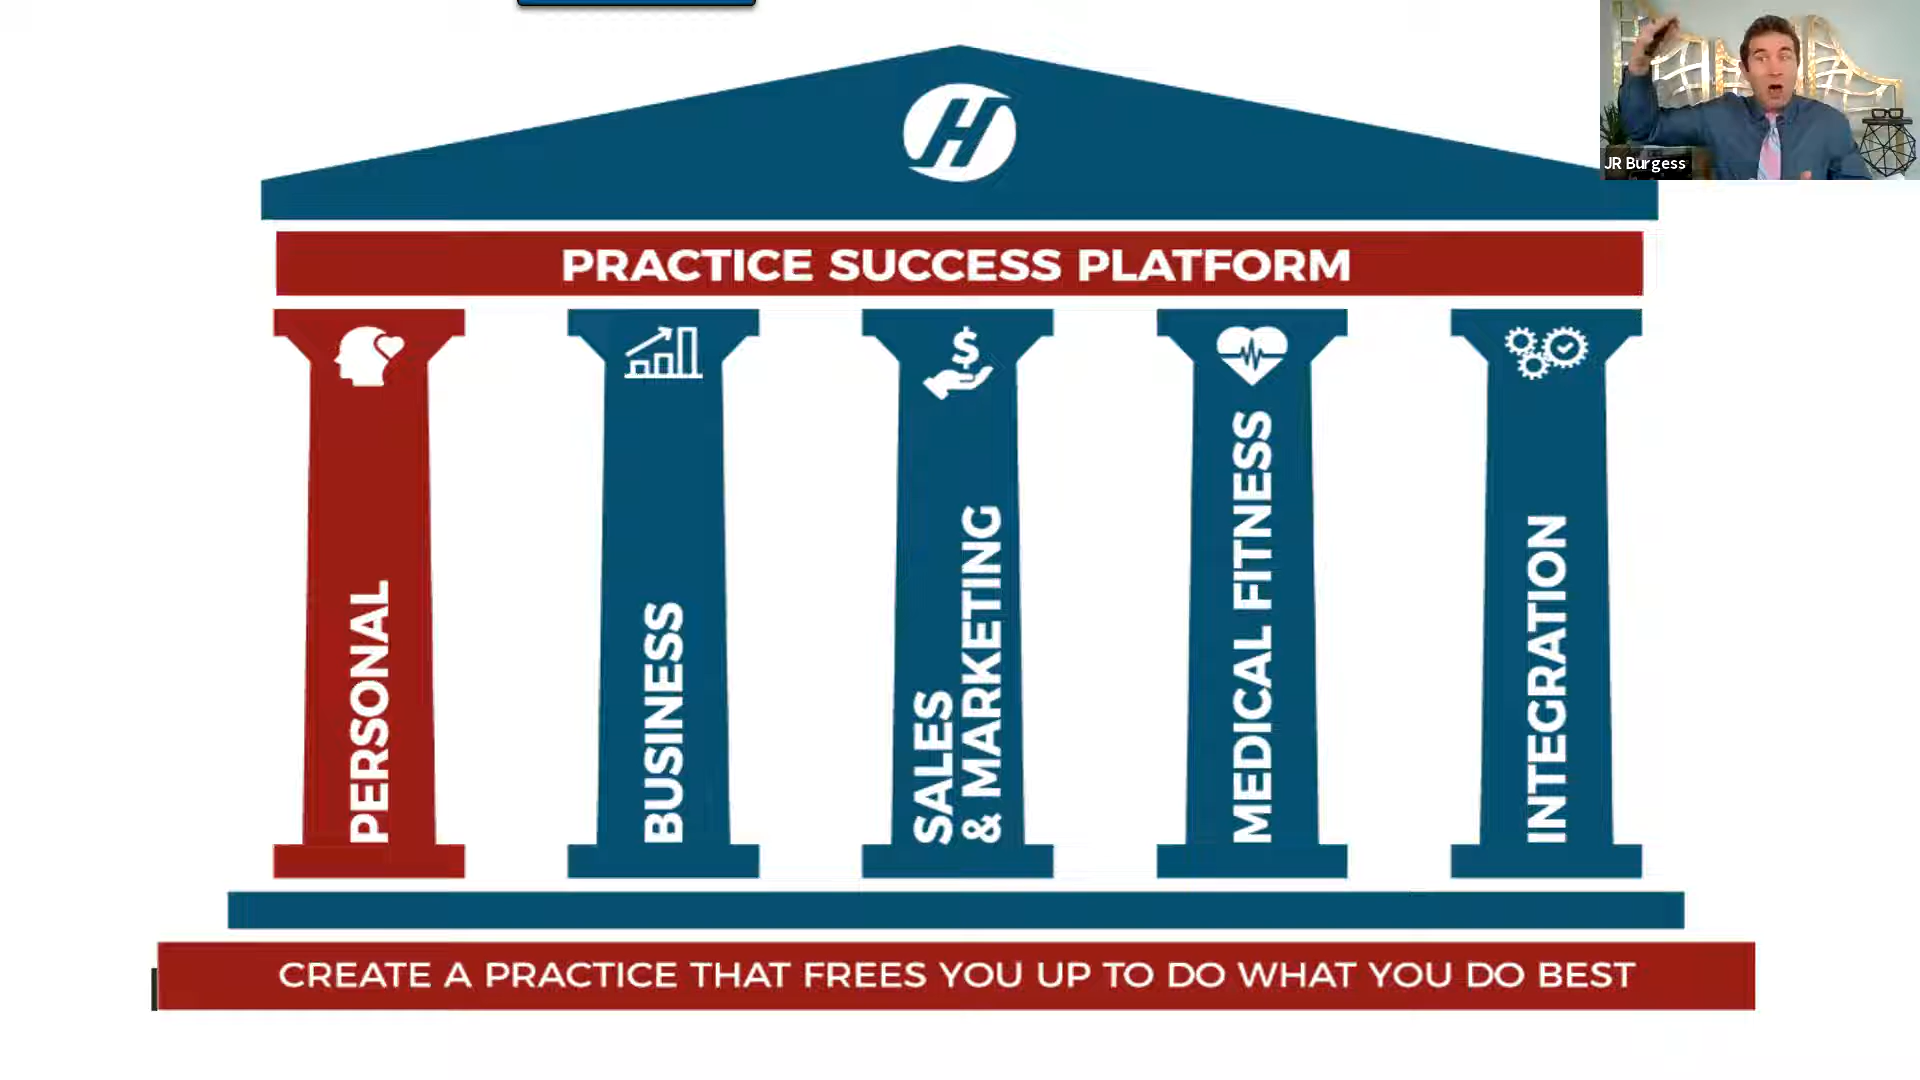 H
JR Burgess
PRACTICE SUCCESS PLATFORM
PERSONAL
BUSINESS
$
SALES
& MARKETING
MEDICAL FITNESS
INTEGRATION
CREATE A PRACTICE THAT FREES YOU UP TO DO WHAT YOU DO BEST